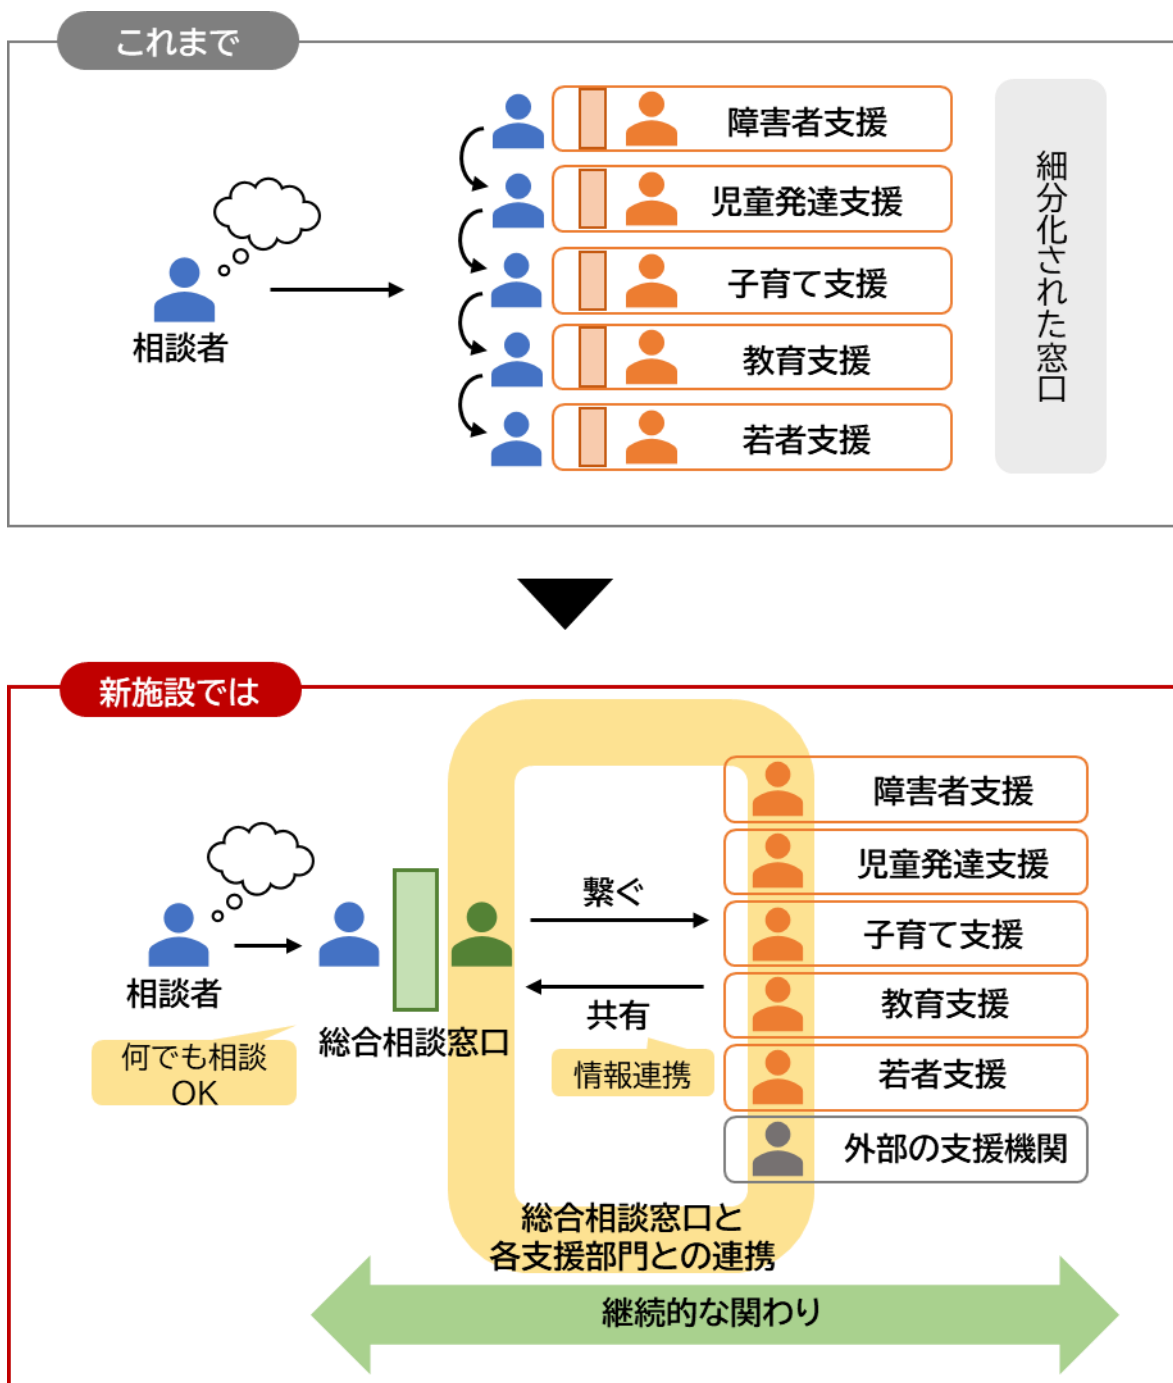 これまで
障害者支援
児童発達支援
子育て支援
教育支援
若者支援
相談者
細分化された窓口
新施設では
相談者
何でも相談
OK
総合相談窓口
繋ぐ
共有
情報連携
障害者支援
児童発達支援
子育て支援
教育支援
若者支援
外部の支援機関
総合相談窓口と
各支援部門との連携
継続的な関わり